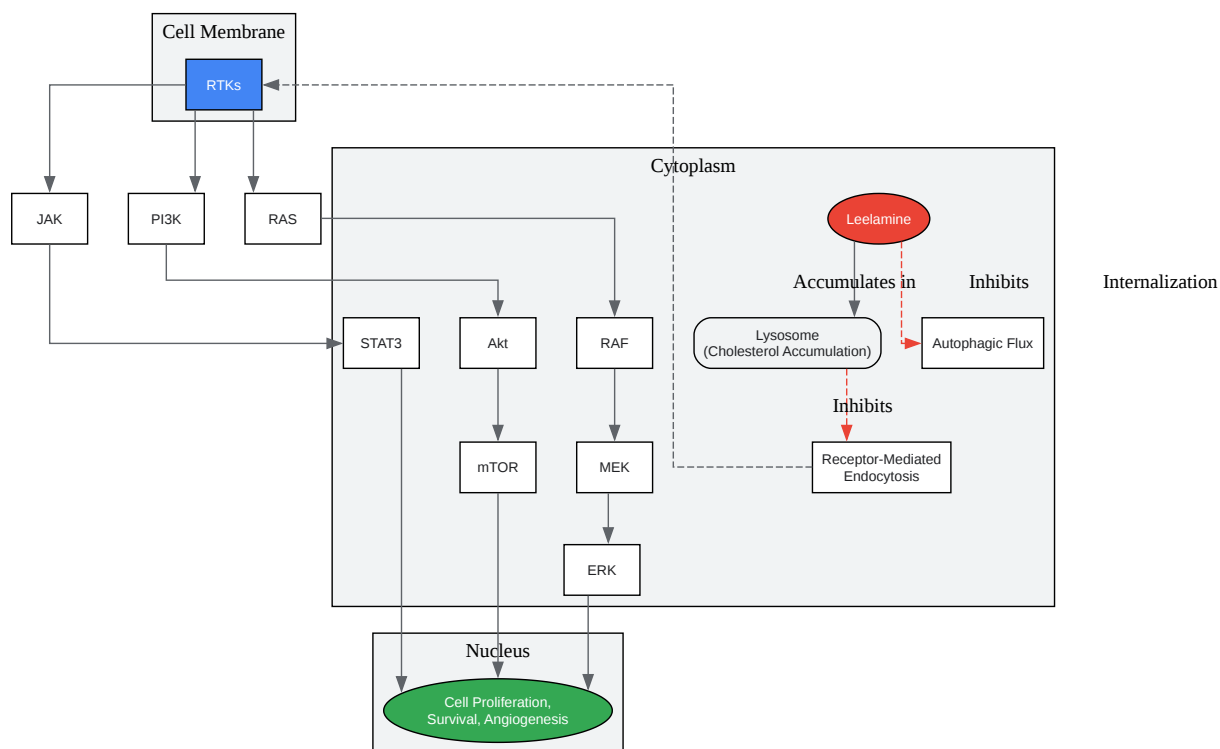 Cell Membrane
RTKs
Cytoplasm
JAK
PI3K
RAS
Leelamine
Accumulates in
Inhibits
Internalization
STAT3
Akt
RAF
Lysosome
(Cholesterol Accumulation)
Autophagic Flux
Inhibits
mTOR
MEK
Receptor-Mediated
Endocytosis
ERK
Nucleus
Cell Proliferation,
Survival, Angiogenesis